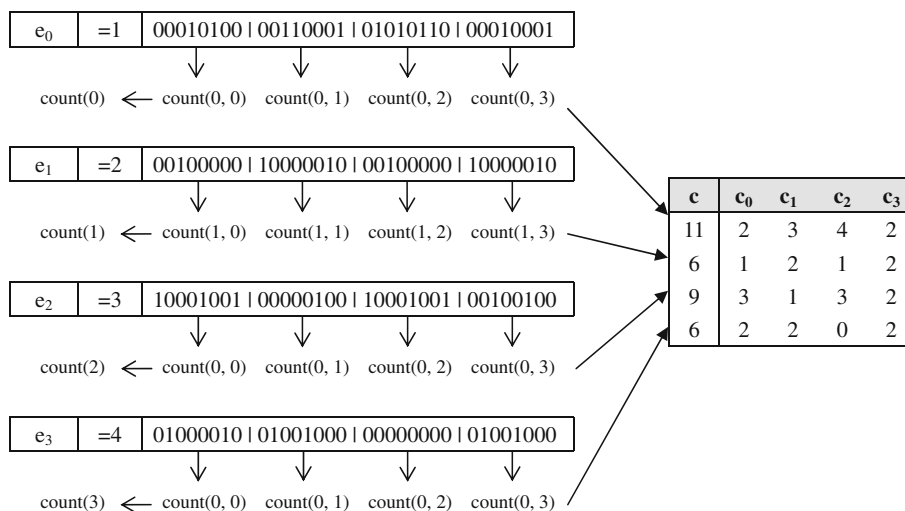 e0 =1 00010100 | 00110001 | 01010110 | 00010001
count(0) count(0, 0) count(0, 1) count(0, 2) count(0, 3)
e1 =2 00100000 | 10000010 | 00100000 | 10000010
count(1) count(1, 0) count(1, 1) count(1, 2) count(1, 3)
e2 =3 10001001 | 00000100 | 10001001 | 00100100
count(2) count(0, 0) count(0, 1) count(0, 2) count(0, 3)
e3 =4 01000010 | 01001000 | 00000000 | 01001000
count(3) count(0, 0) count(0, 1) count(0, 2) count(0, 3)
c c0 c1 c2 c3
11 2 3 4 2
6 1 2 1 2
9 3 1 3 2
6 2 2 0 2